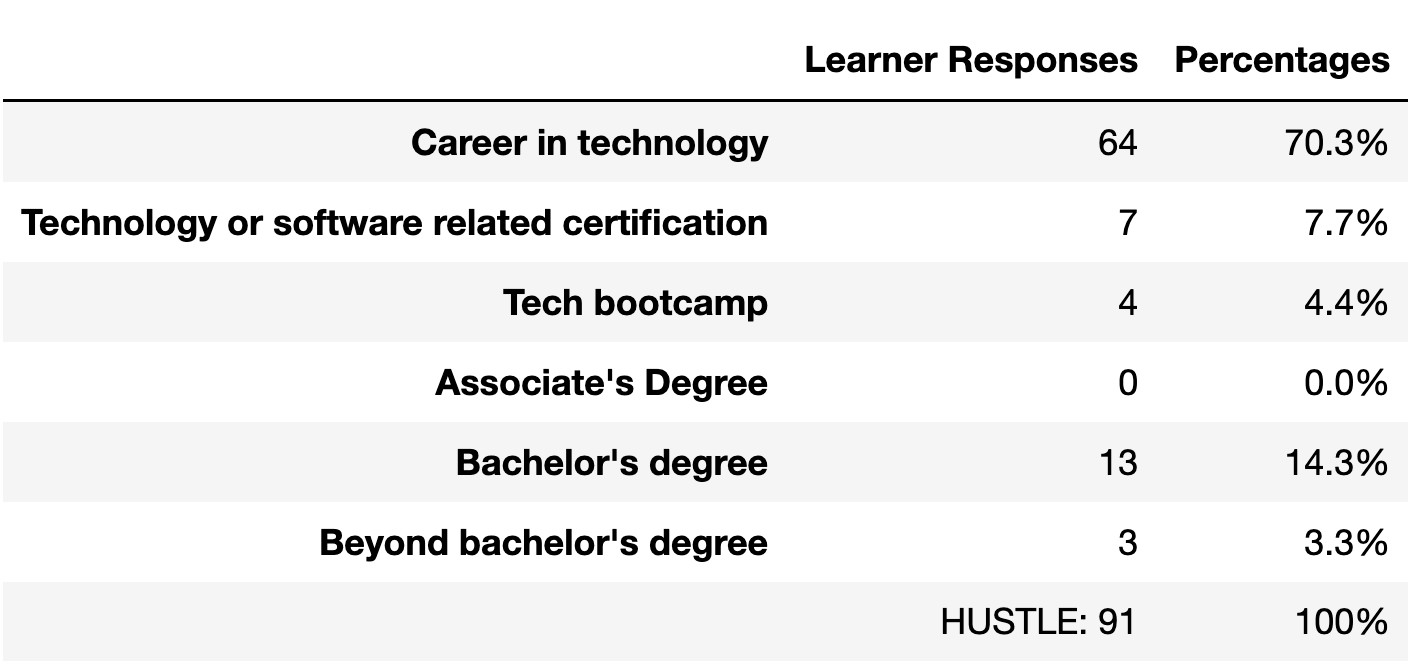 Learner Responses Percentages
Career in technology 64 70.3%
Technology or software related certification 7 7.7%
Tech bootcamp 4 4.4%
Associate's Degree 0 0.0%
Bachelor's degree 13 14.3%
Beyond bachelor's degree 3 3.3%
HUSTLE: 91 100%